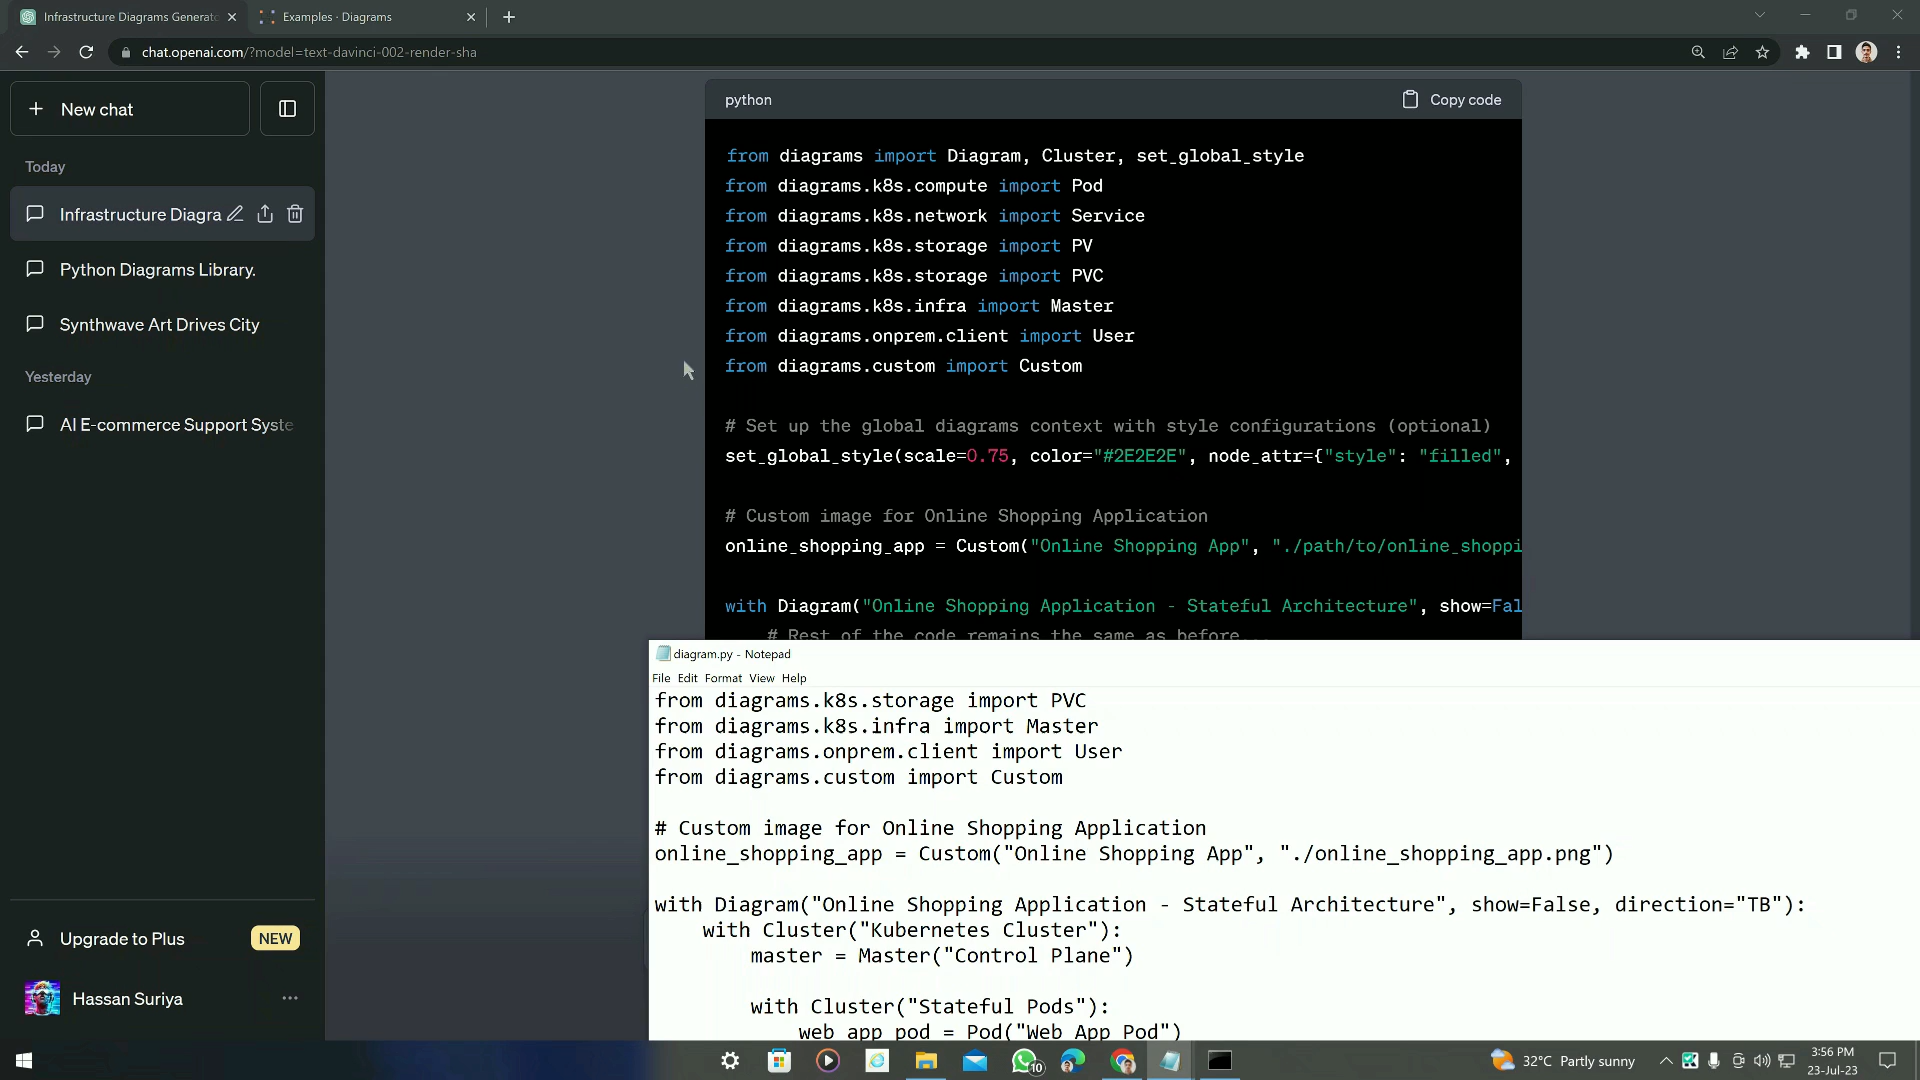 Infrastructure Diagrams Generato
Examples · Diagrams
chat.openai.com/?model=text-davinci-002-render-sha
New chat
Today
Infrastructure Diagra
Python Diagrams Library.
Synthwave Art Drives City
Yesterday
AI E-commerce Support Syste
Upgrade to Plus
NEW
Hassan Suriya
python
Copy code
from diagrams import Diagram, Cluster, set_global_style
from diagrams.k8s.compute import Pod
from diagrams.k8s.network import Service
from diagrams.k8s.storage import PV
from diagrams.k8s.storage import PVC
from diagrams.k8s.infra import Master
from diagrams.onprem.client import User
from diagrams.custom import Custom
# Set up the global diagrams context with style configurations (optional)
set_global_style(scale=0.75, color="#2E2E2E", node_attr={"style": "filled",
# Custom image for Online Shopping Application
online_shopping_app = Custom("Online Shopping App", "./path/to/online_shoppi
with Diagram("Online Shopping Application - Stateful Architecture", show=Fal
# Rest of the code remains the same as before...
diagram.py - Notepad
File Edit Format View Help
from diagrams.k8s.storage import PVC
from diagrams.k8s.infra import Master
from diagrams.onprem.client import User
from diagrams.custom import Custom
# Custom image for Online Shopping Application
online_shopping_app = Custom("Online Shopping App", "./online_shopping_app.png")
with Diagram("Online Shopping Application - Stateful Architecture", show=False, direction="TB"):
with Cluster("Kubernetes Cluster"):
master = Master("Control Plane")
with Cluster("Stateful Pods"):
web_app_pod = Pod("Web App Pod")
10
32°C Partly sunny
3:56 PM
23-Jul-23